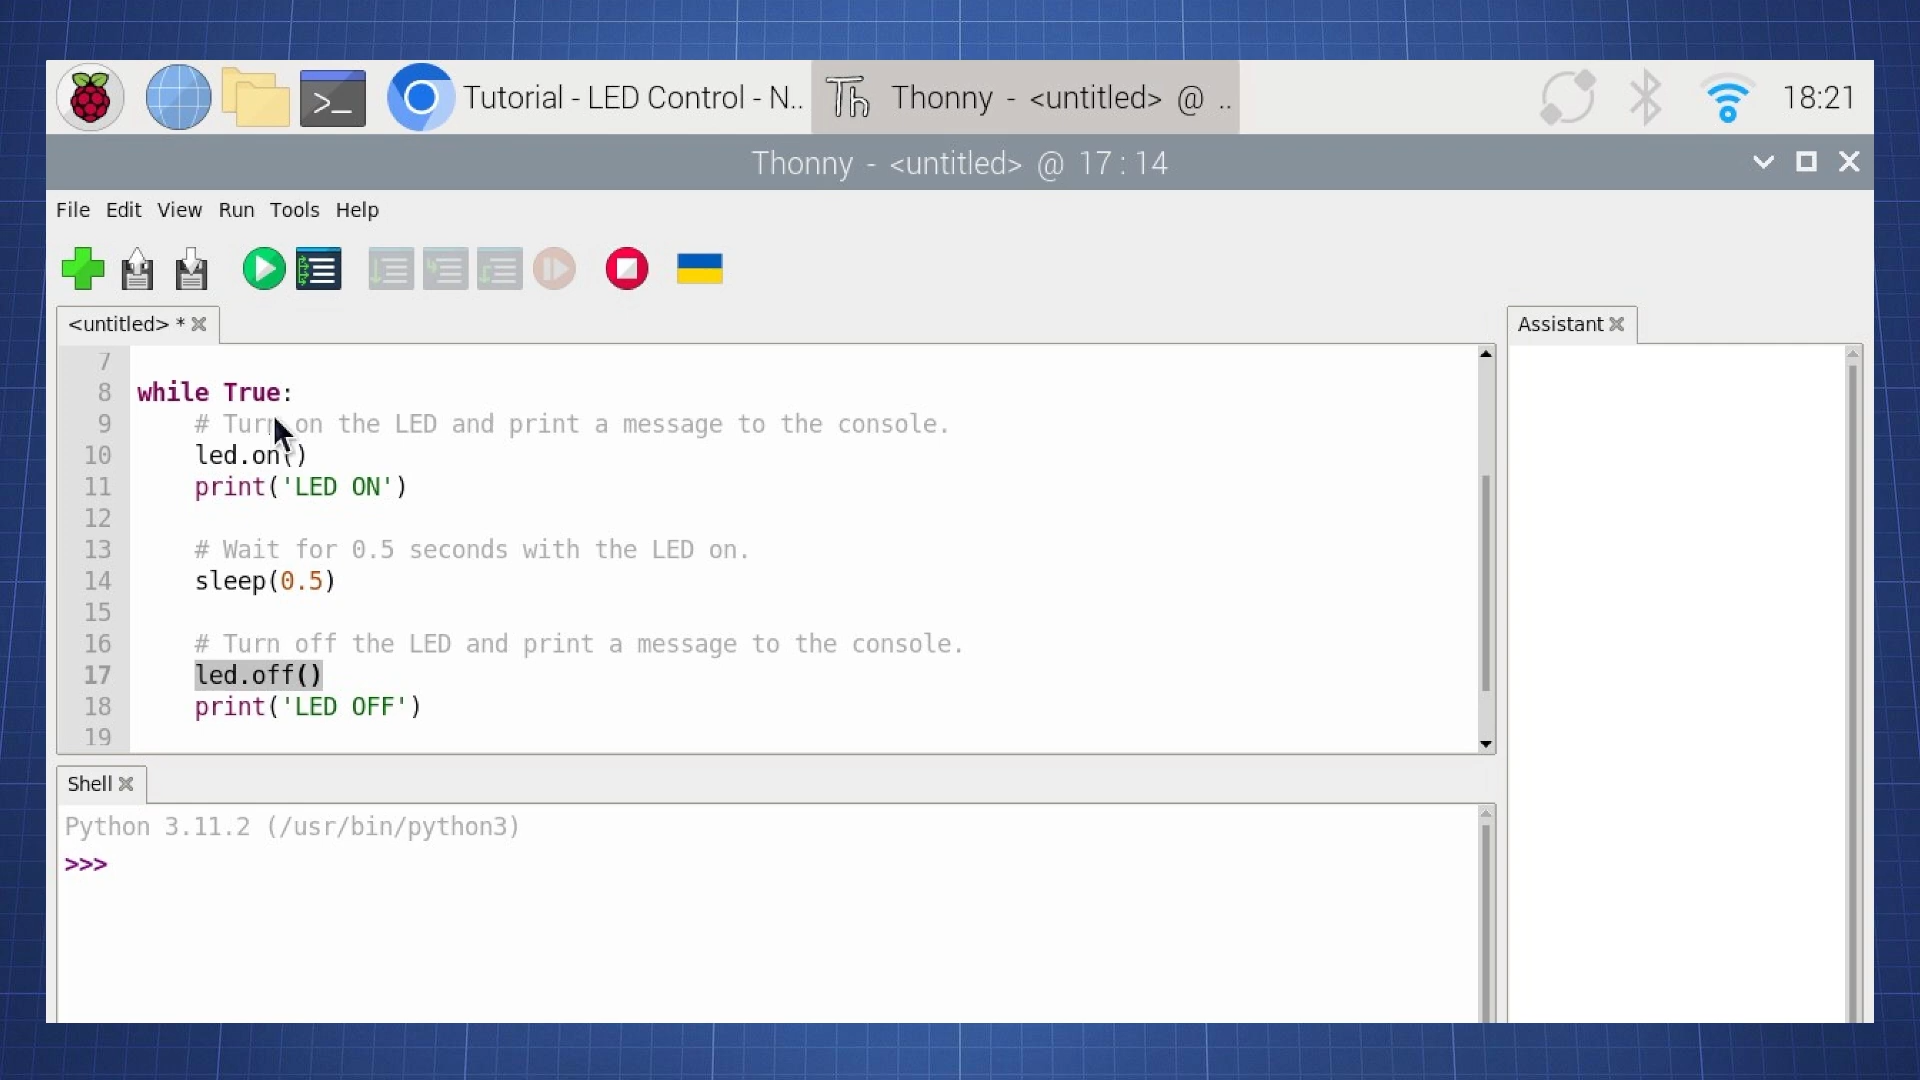 Tutorial - LED Control - N..
Thonny - <untitled> @ ..
18:21
Thonny - <untitled> @ 17 : 14
File Edit View Run Tools Help
<untitled> *
Assistant
7
8 while True:
9 # Turn on the LED and print a message to the console.
10 led.on()
11 print('LED ON')
12
13 # Wait for 0.5 seconds with the LED on.
14 sleep(0.5)
15
16 # Turn off the LED and print a message to the console.
17 led.off()
18 print('LED OFF')
19
Shell
Python 3.11.2 (/usr/bin/python3)
>>>